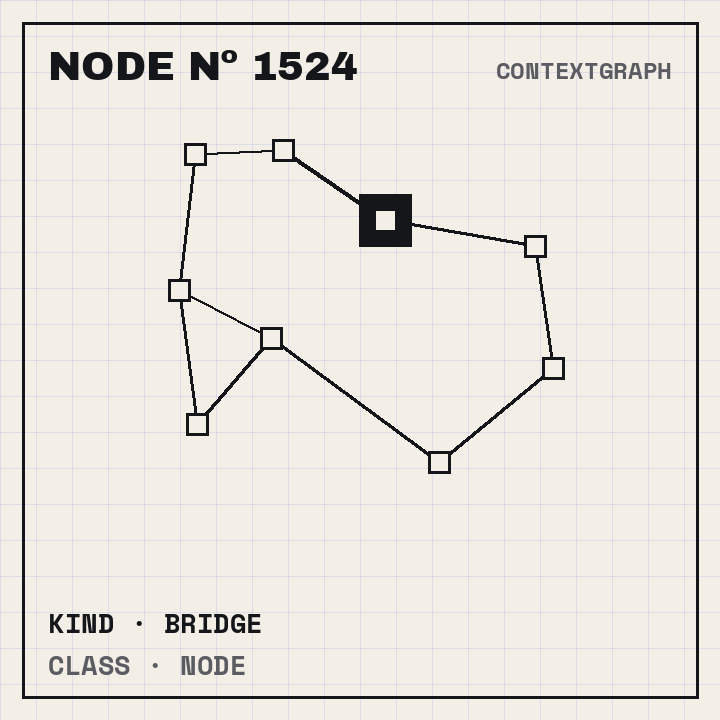 NODE Nº 1524
CONTEXTGRAPH
KIND · BRIDGE
CLASS · NODE